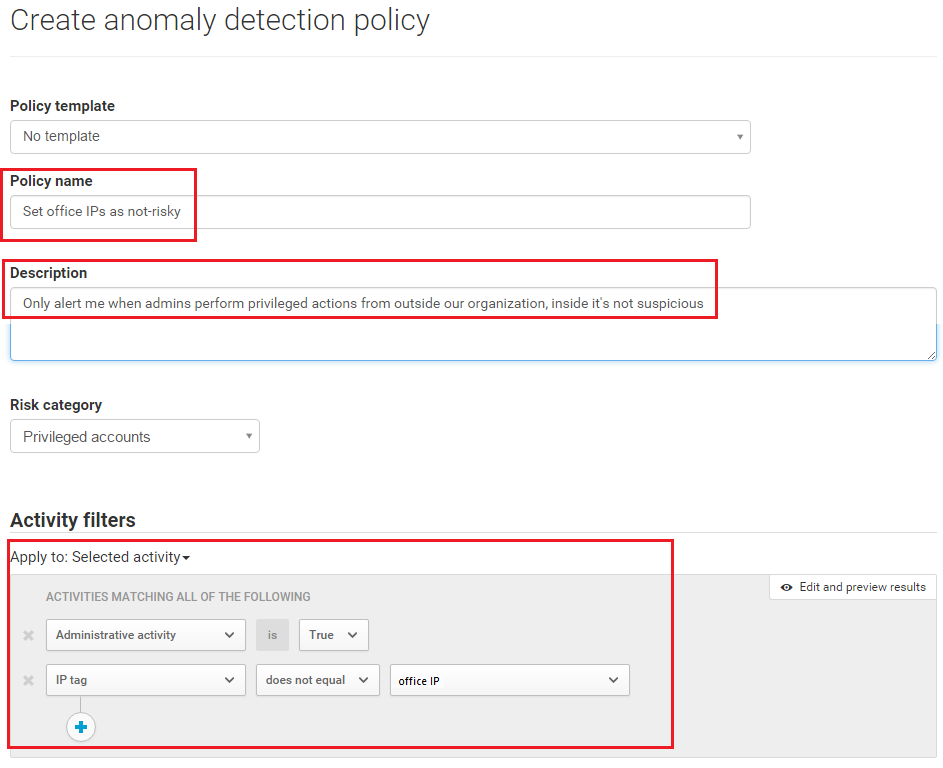 Create anomaly detection policy
Policy template
No template
Policy name
Set office IPs as not-risky
Description
Only alert me when admins perform privileged actions from outside our organization, inside it's not suspicious
Risk category
Privileged accounts
Activity filters
Apply to: Selected activity
Edit and preview results
ACTIVITIES MATCHING ALL OF THE FOLLOWING
Administrative activity is True
IP tag does not equal office IP